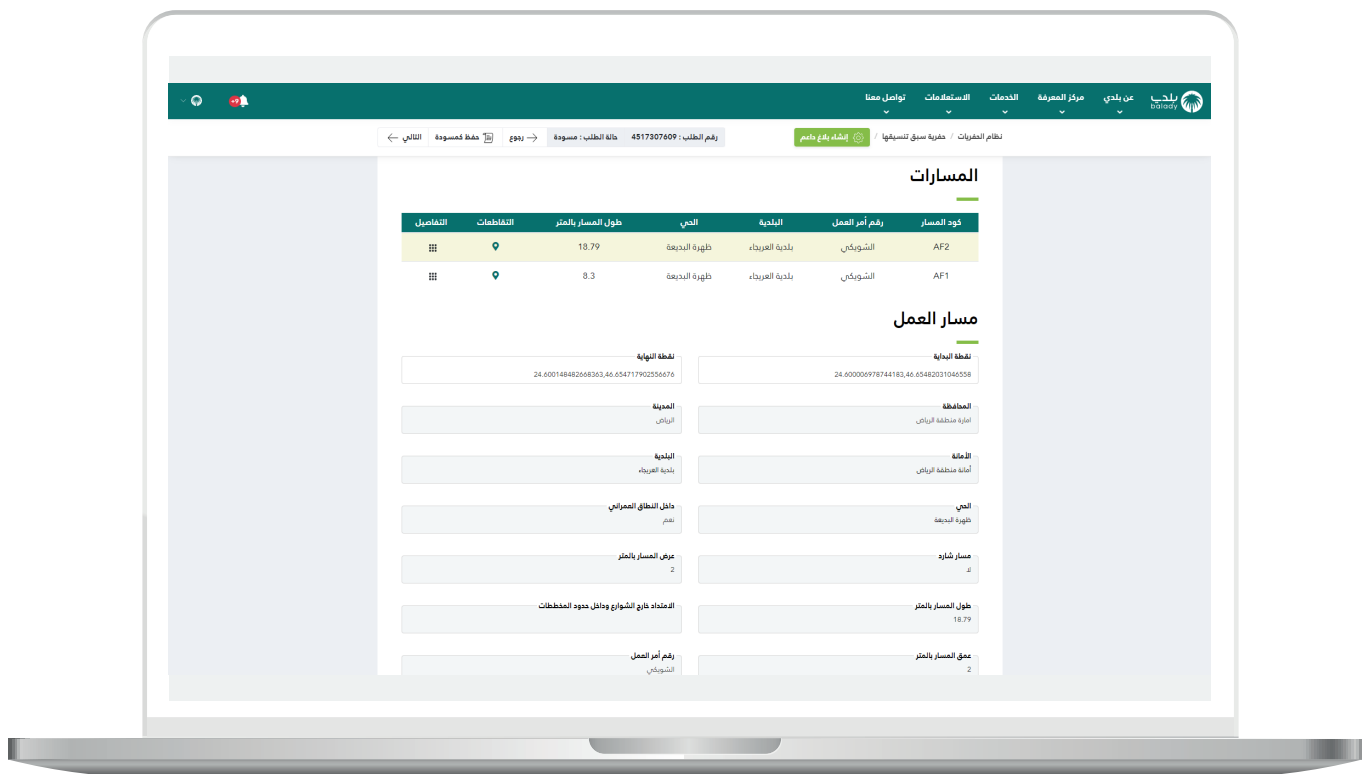 بلدي balady عن بلدي مركز المعرفة الخدمات الاستعلامات تواصل معنا +9
نظام الحفريات / حفرية سبق تنسيقها / إنشاء بلاغ داعم رقم الطلب : 4517307609 حالة الطلب : مسودة رجوع حفظ كمسودة التالي
المسارات
كود المسار رقم أمر العمل البلدية الحي طول المسار بالمتر التقاطعات التفاصيل
AF2 الشويكي بلدية العريجاء ظهرة البديعة 18.79
AF1 الشويكي بلدية العريجاء ظهرة البديعة 8.3
مسار العمل
نقطة البداية نقطة النهاية
24.600006978744183,46.65482031046558 24.600148482668363,46.654717902556676
المحافظة المدينة
امارة منطقة الرياض الرياض
الأمانة البلدية
أمانة منطقة الرياض بلدية العريجاء
الحي داخل النطاق العمراني
ظهرة البديعة نعم
مسار شارد عرض المسار بالمتر
لا 2
طول المسار بالمتر الامتداد خارج الشوارع وداخل حدود المخططات
18.79
عمق المسار بالمتر رقم أمر العمل
2 الشويكي